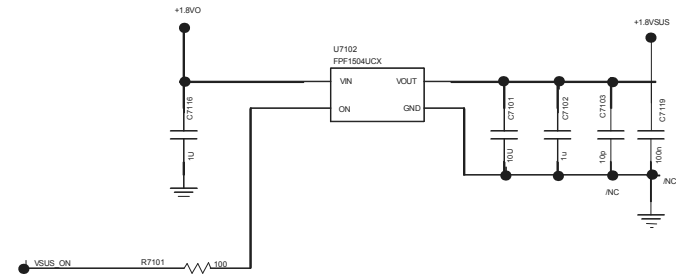 +1.8VO
+1.8VSUS
U7102
FPF1504UCX
VIN
VOUT
ON
GND
C7116
1U
C7101
10U
C7102
1u
C7103
10p
C7119
100n
/NC
/NC
VSUS_ON
R7101
100